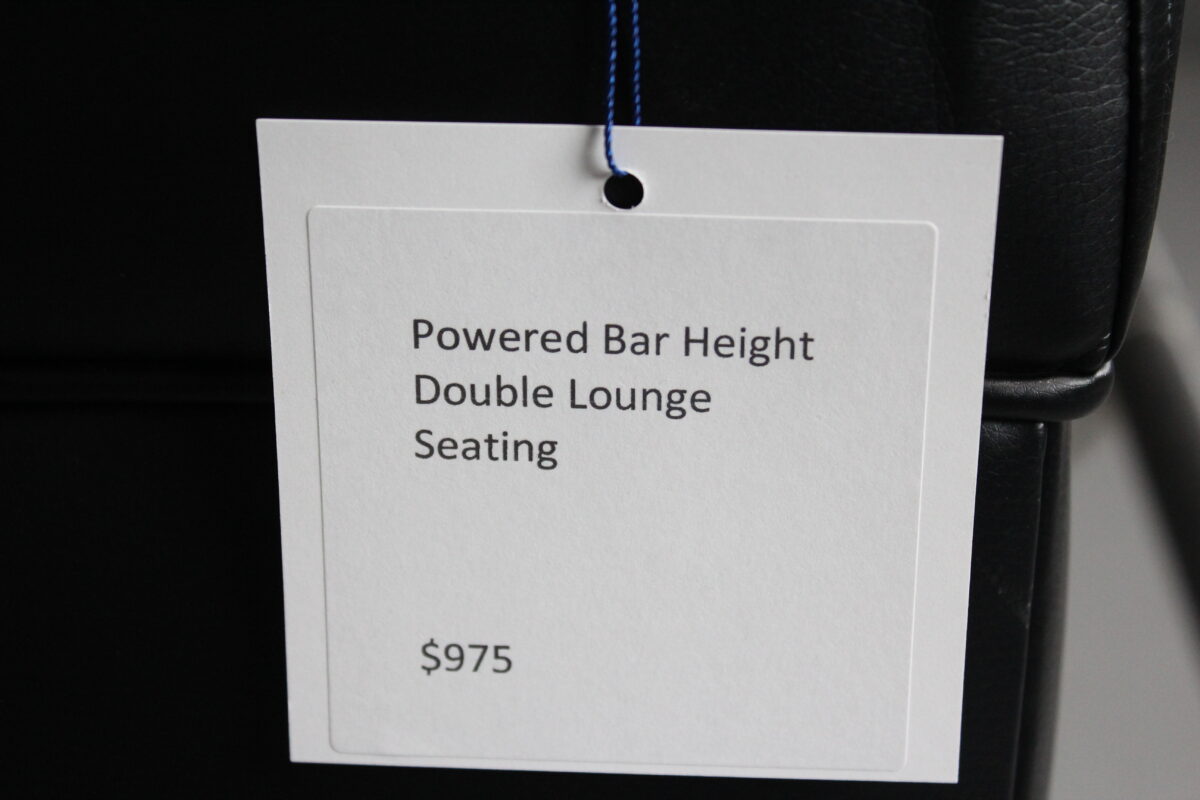 Powered Bar Height
Double Lounge
Seating
$975